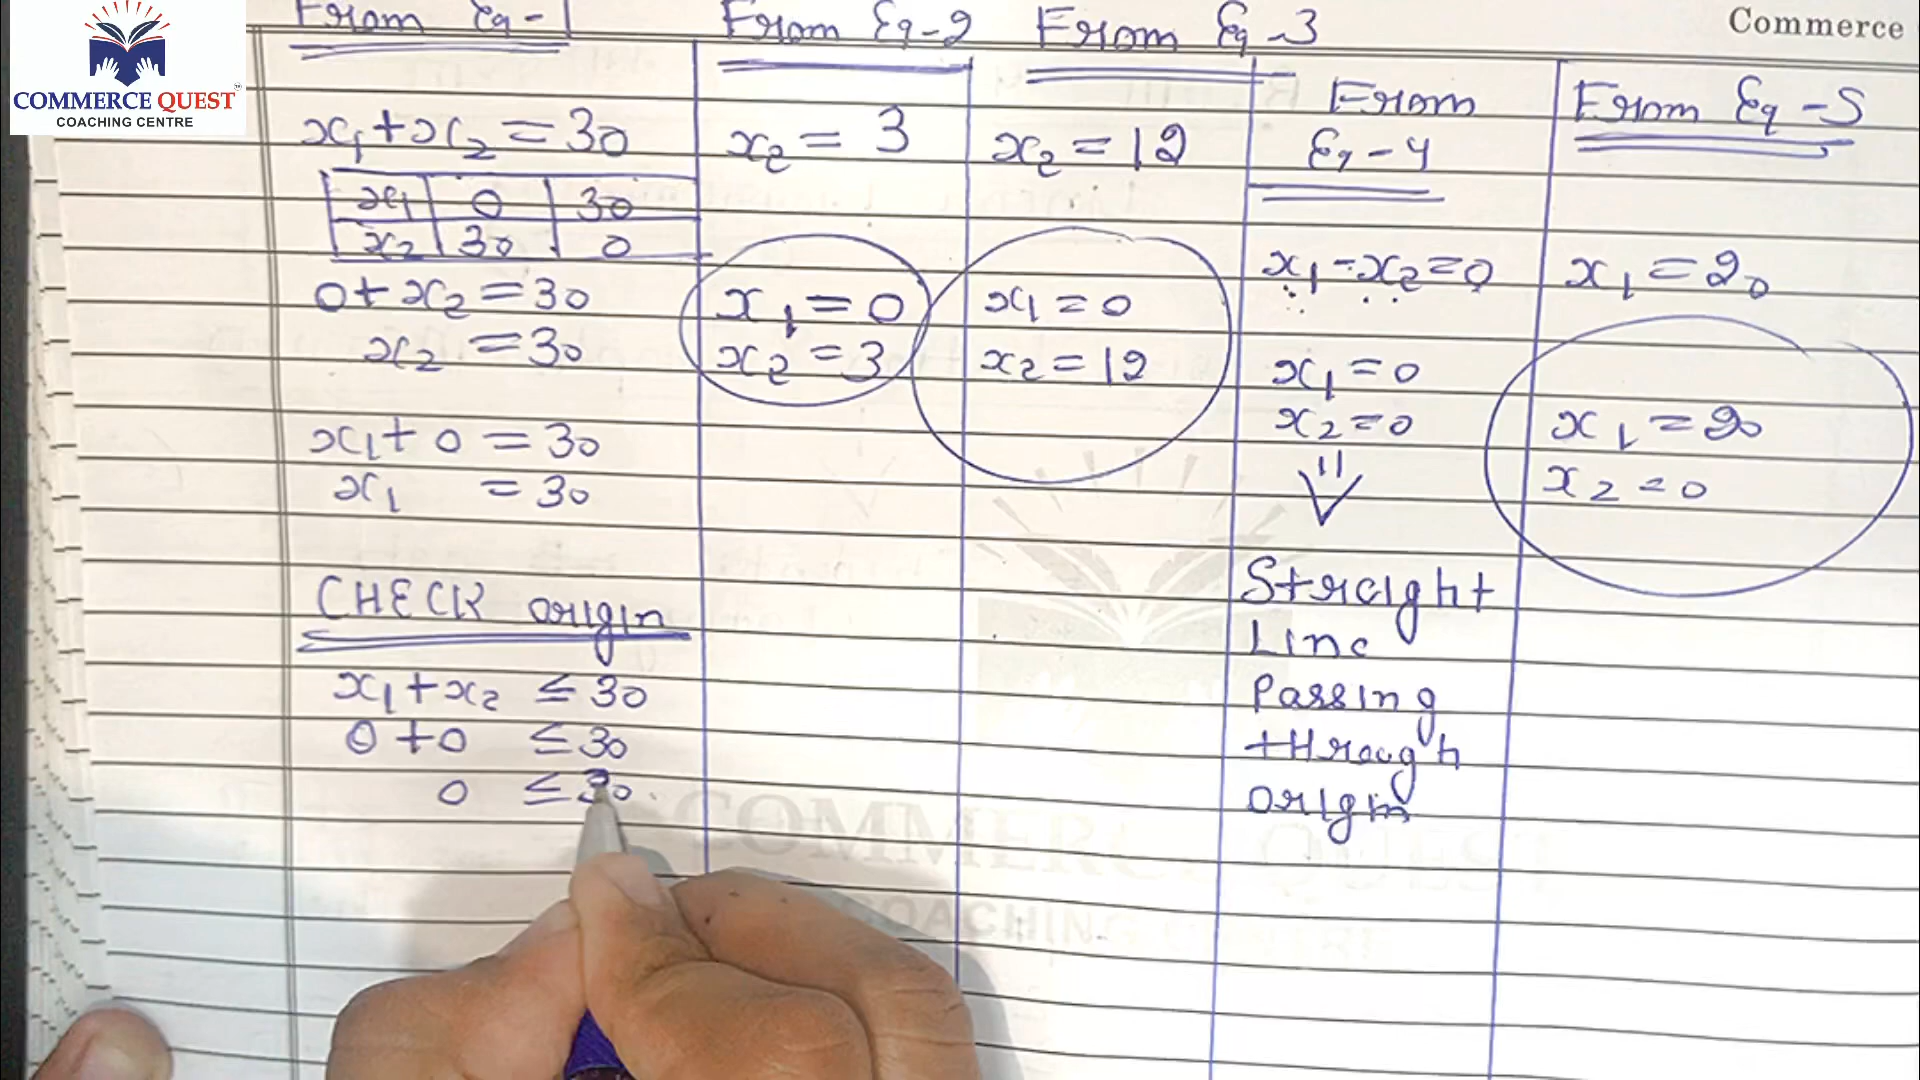 COMMERCE QUEST
COACHING CENTRE
Commerce
From Eq-1
x₁+x₂=30
x₁ 0 30
x₂ 30 0
0+x₂=30
x₂=30
x₁+0=30
x₁=30
CHECK origin
x₁+x₂≤30
0+0≤30
0≤30
From Eq-2
x₂=3
x₁=0
x₂=3
From Eq-3
x₂=12
x₁=0
x₂=12
From
Eq-4
x₁-x₂=0
x₁=0
x₂=0
Straight
Line
Passing
through
origin
From Eq-5
x₁=20
x₁=20
x₂=0
COMMERCE QUEST
COACHING CENTRE